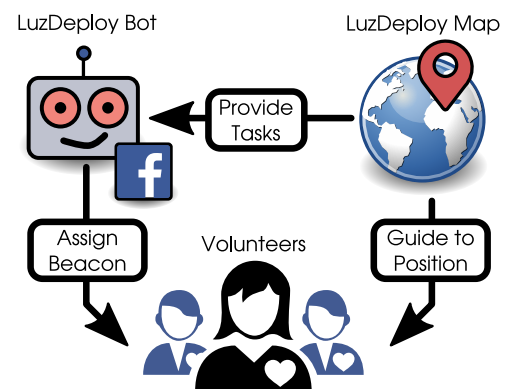 LuzDeploy Bot
LuzDeploy Map
Provide
Tasks
f
Assign
Beacon
Volunteers
Guide to
Position